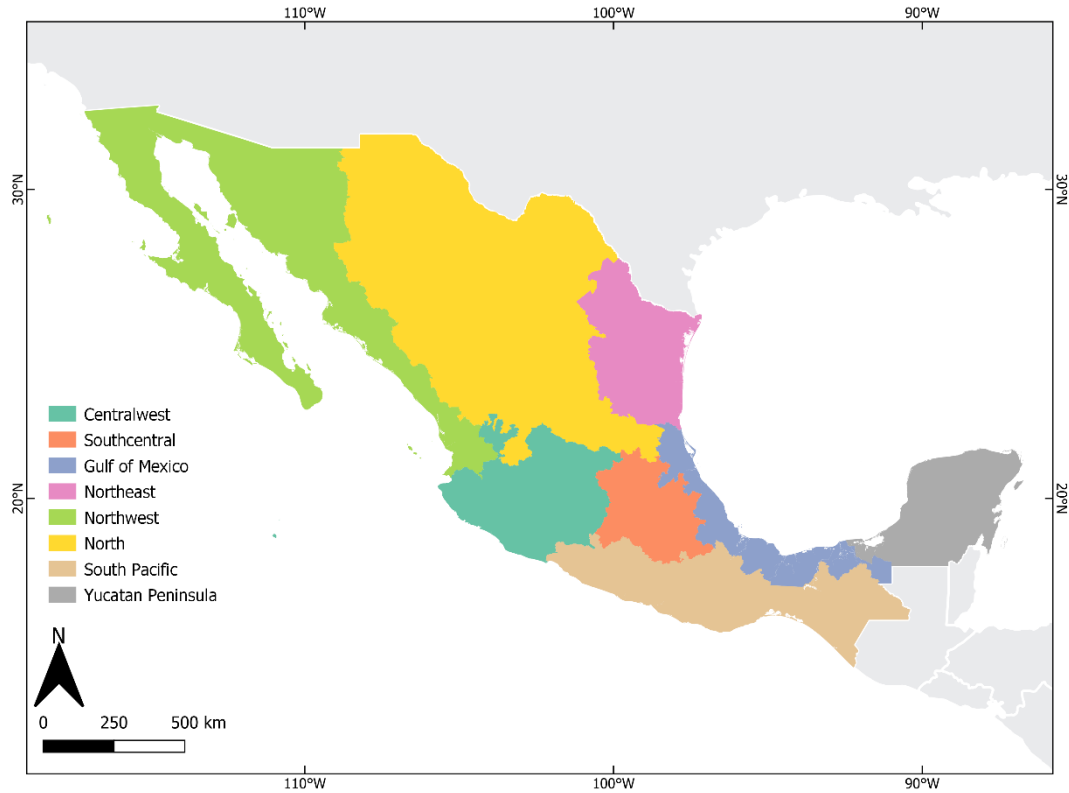 110°W 100°W 90°W
30°N 30°N
Centralwest
Southcentral
Gulf of Mexico
Northeast
Northwest
20°N 20°N
North
South Pacific
Yucatan Peninsula
N
0 250 500 km
110°W 100°W 90°W